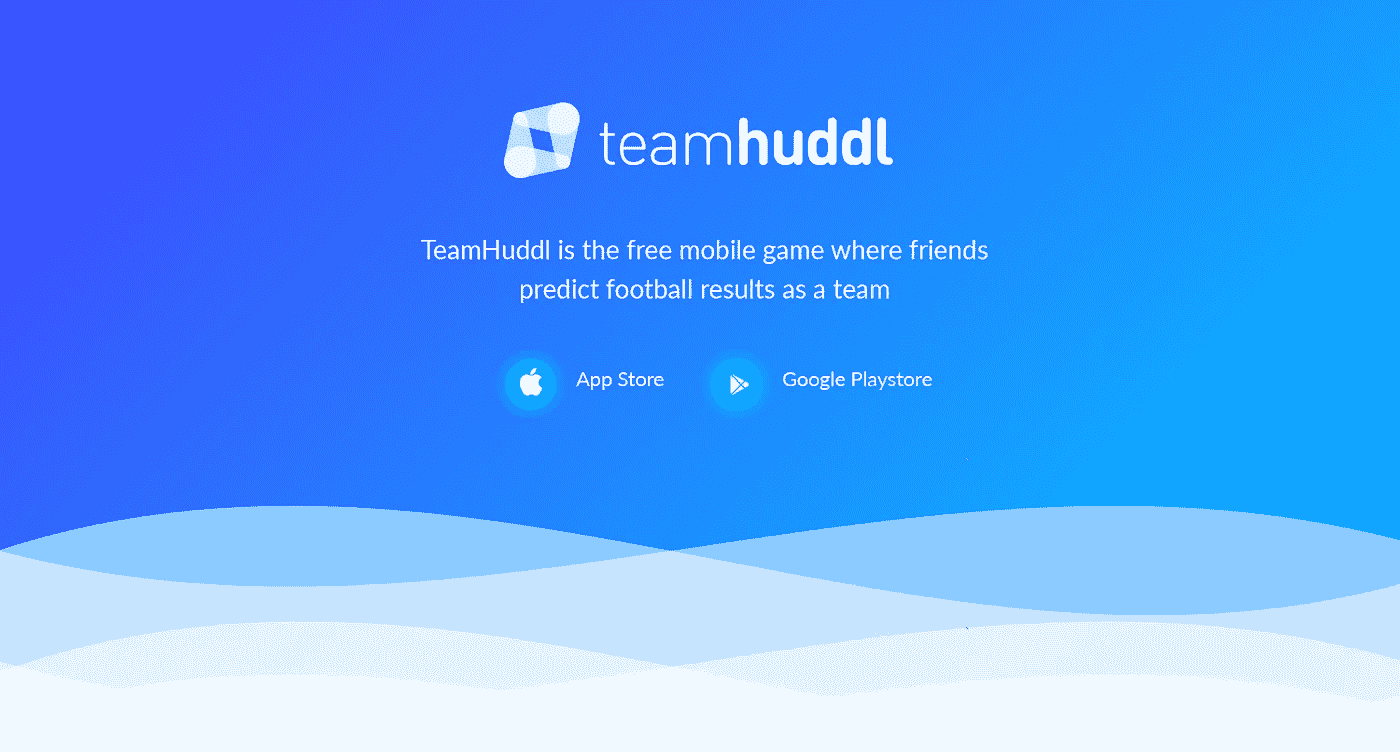 teamhuddl
TeamHuddl is the free mobile game where friends
predict football results as a team
App Store
Google Playstore